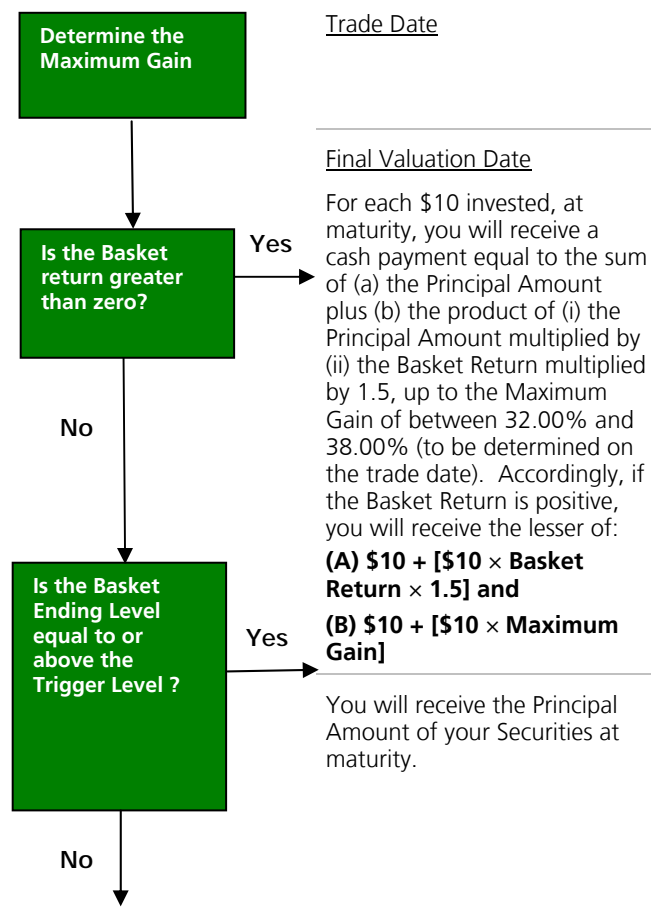 Determine the
Maximum Gain
Trade Date
Final Valuation Date
Is the Basket
return greater
than zero?
Yes
For each $10 invested, at
maturity, you will receive a
cash payment equal to the sum
of (a) the Principal Amount
plus (b) the product of (i) the
Principal Amount multiplied by
(ii) the Basket Return multiplied
by 1.5, up to the Maximum
Gain of between 32.00% and
38.00% (to be determined on
the trade date).  Accordingly, if
the Basket Return is positive,
you will receive the lesser of:
(A) $10 + [$10 × Basket
Return × 1.5] and
(B) $10 + [$10 × Maximum
Gain]
No
Is the Basket
Ending Level
equal to or
above the
Trigger Level ?
Yes
You will receive the Principal
Amount of your Securities at
maturity.
No